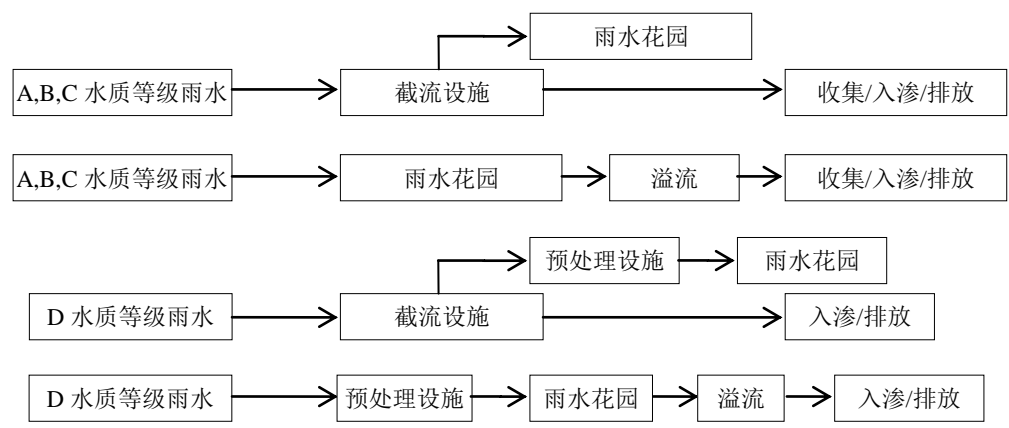 雨水花园
A,B,C 水质等级雨水 截流设施 收集/入渗/排放
A,B,C 水质等级雨水 雨水花园 溢流 收集/入渗/排放
预处理设施 雨水花园
D 水质等级雨水 截流设施 入渗/排放
D 水质等级雨水 预处理设施 雨水花园 溢流 入渗/排放